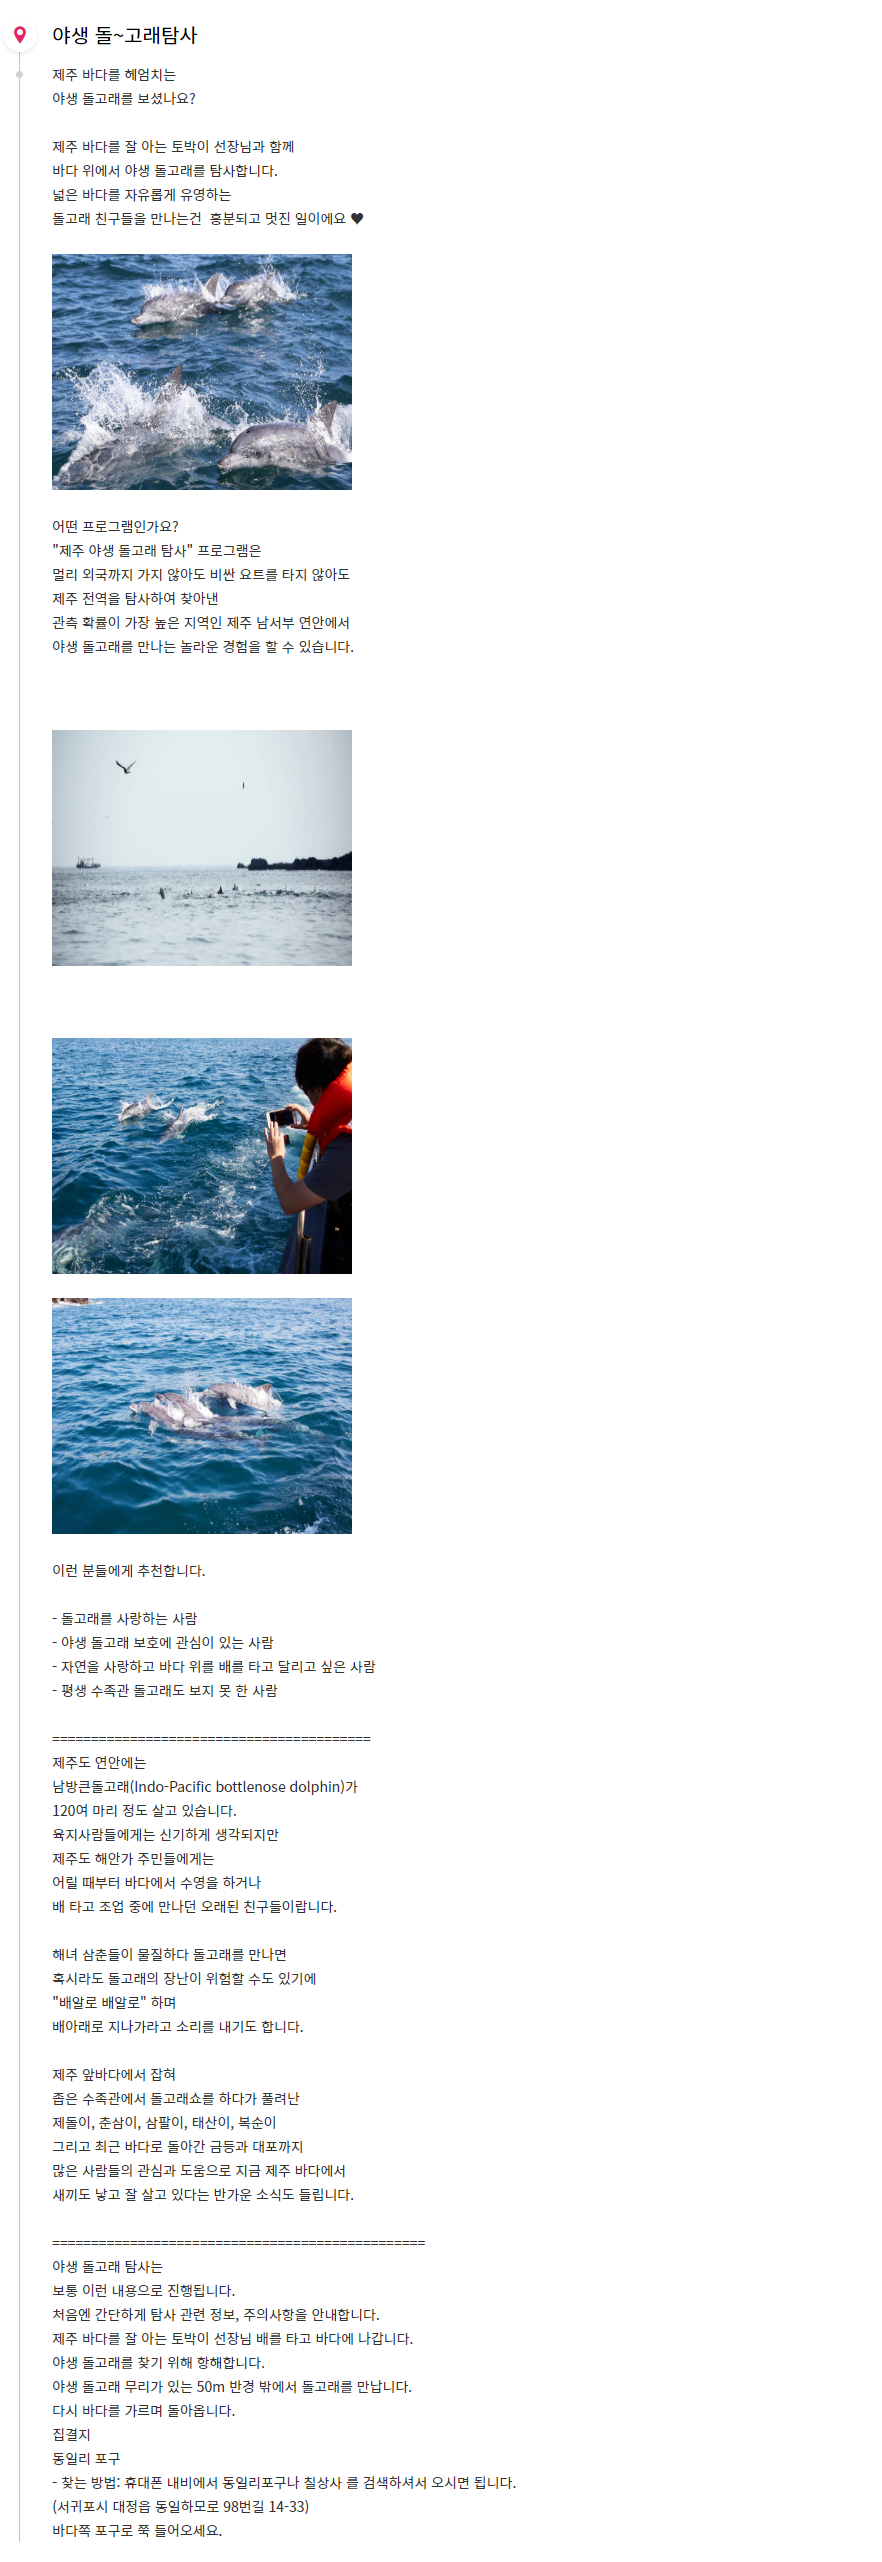 야생 돌~고래탐사
제주 바다를 헤엄치는
야생 돌고래를 보셨나요?
제주 바다를 잘 아는 토박이 선장님과 함께
바다 위에서 야생 돌고래를 탐사합니다.
넓은 바다를 자유롭게 유영하는
돌고래 친구들을 만나는건  흥분되고 멋진 일이에요 ♥
어떤 프로그램인가요?
"제주 야생 돌고래 탐사" 프로그램은
멀리 외국까지 가지 않아도 비싼 요트를 타지 않아도
제주 전역을 탐사하여 찾아낸
관측 확률이 가장 높은 지역인 제주 남서부 연안에서
야생 돌고래를 만나는 놀라운 경험을 할 수 있습니다.
이런 분들에게 추천합니다.
- 돌고래를 사랑하는 사람
- 야생 돌고래 보호에 관심이 있는 사람
- 자연을 사랑하고 바다 위를 배를 타고 달리고 싶은 사람
- 평생 수족관 돌고래도 보지 못 한 사람
=========================================
제주도 연안에는
남방큰돌고래(Indo-Pacific bottlenose dolphin)가
120여 마리 정도 살고 있습니다.
육지사람들에게는 신기하게 생각되지만
제주도 해안가 주민들에게는
어릴 때부터 바다에서 수영을 하거나
배 타고 조업 중에 만나던 오래된 친구들이랍니다.
해녀 삼춘들이 물질하다 돌고래를 만나면
혹시라도 돌고래의 장난이 위험할 수도 있기에
"배알로 배알로" 하며
배아래로 지나가라고 소리를 내기도 합니다.
제주 앞바다에서 잡혀
좁은 수족관에서 돌고래쇼를 하다가 풀려난
제돌이, 춘삼이, 삼팔이, 태산이, 복순이
그리고 최근 바다로 돌아간 금등과 대포까지
많은 사람들의 관심과 도움으로 지금 제주 바다에서
새끼도 낳고 잘 살고 있다는 반가운 소식도 들립니다.
================================================
야생 돌고래 탐사는
보통 이런 내용으로 진행됩니다.
처음엔 간단하게 탐사 관련 정보, 주의사항을 안내합니다.
제주 바다를 잘 아는 토박이 선장님 배를 타고 바다에 나갑니다.
야생 돌고래를 찾기 위해 항해합니다.
야생 돌고래 무리가 있는 50m 반경 밖에서 돌고래를 만납니다.
다시 바다를 가르며 돌아옵니다.
집결지
동일리 포구
- 찾는 방법: 휴대폰 내비에서 동일리포구나 칠상사 를 검색하셔서 오시면 됩니다.
(서귀포시 대정읍 동일하모로 98번길 14-33)
바다쪽 포구로 쭉 들어오세요.